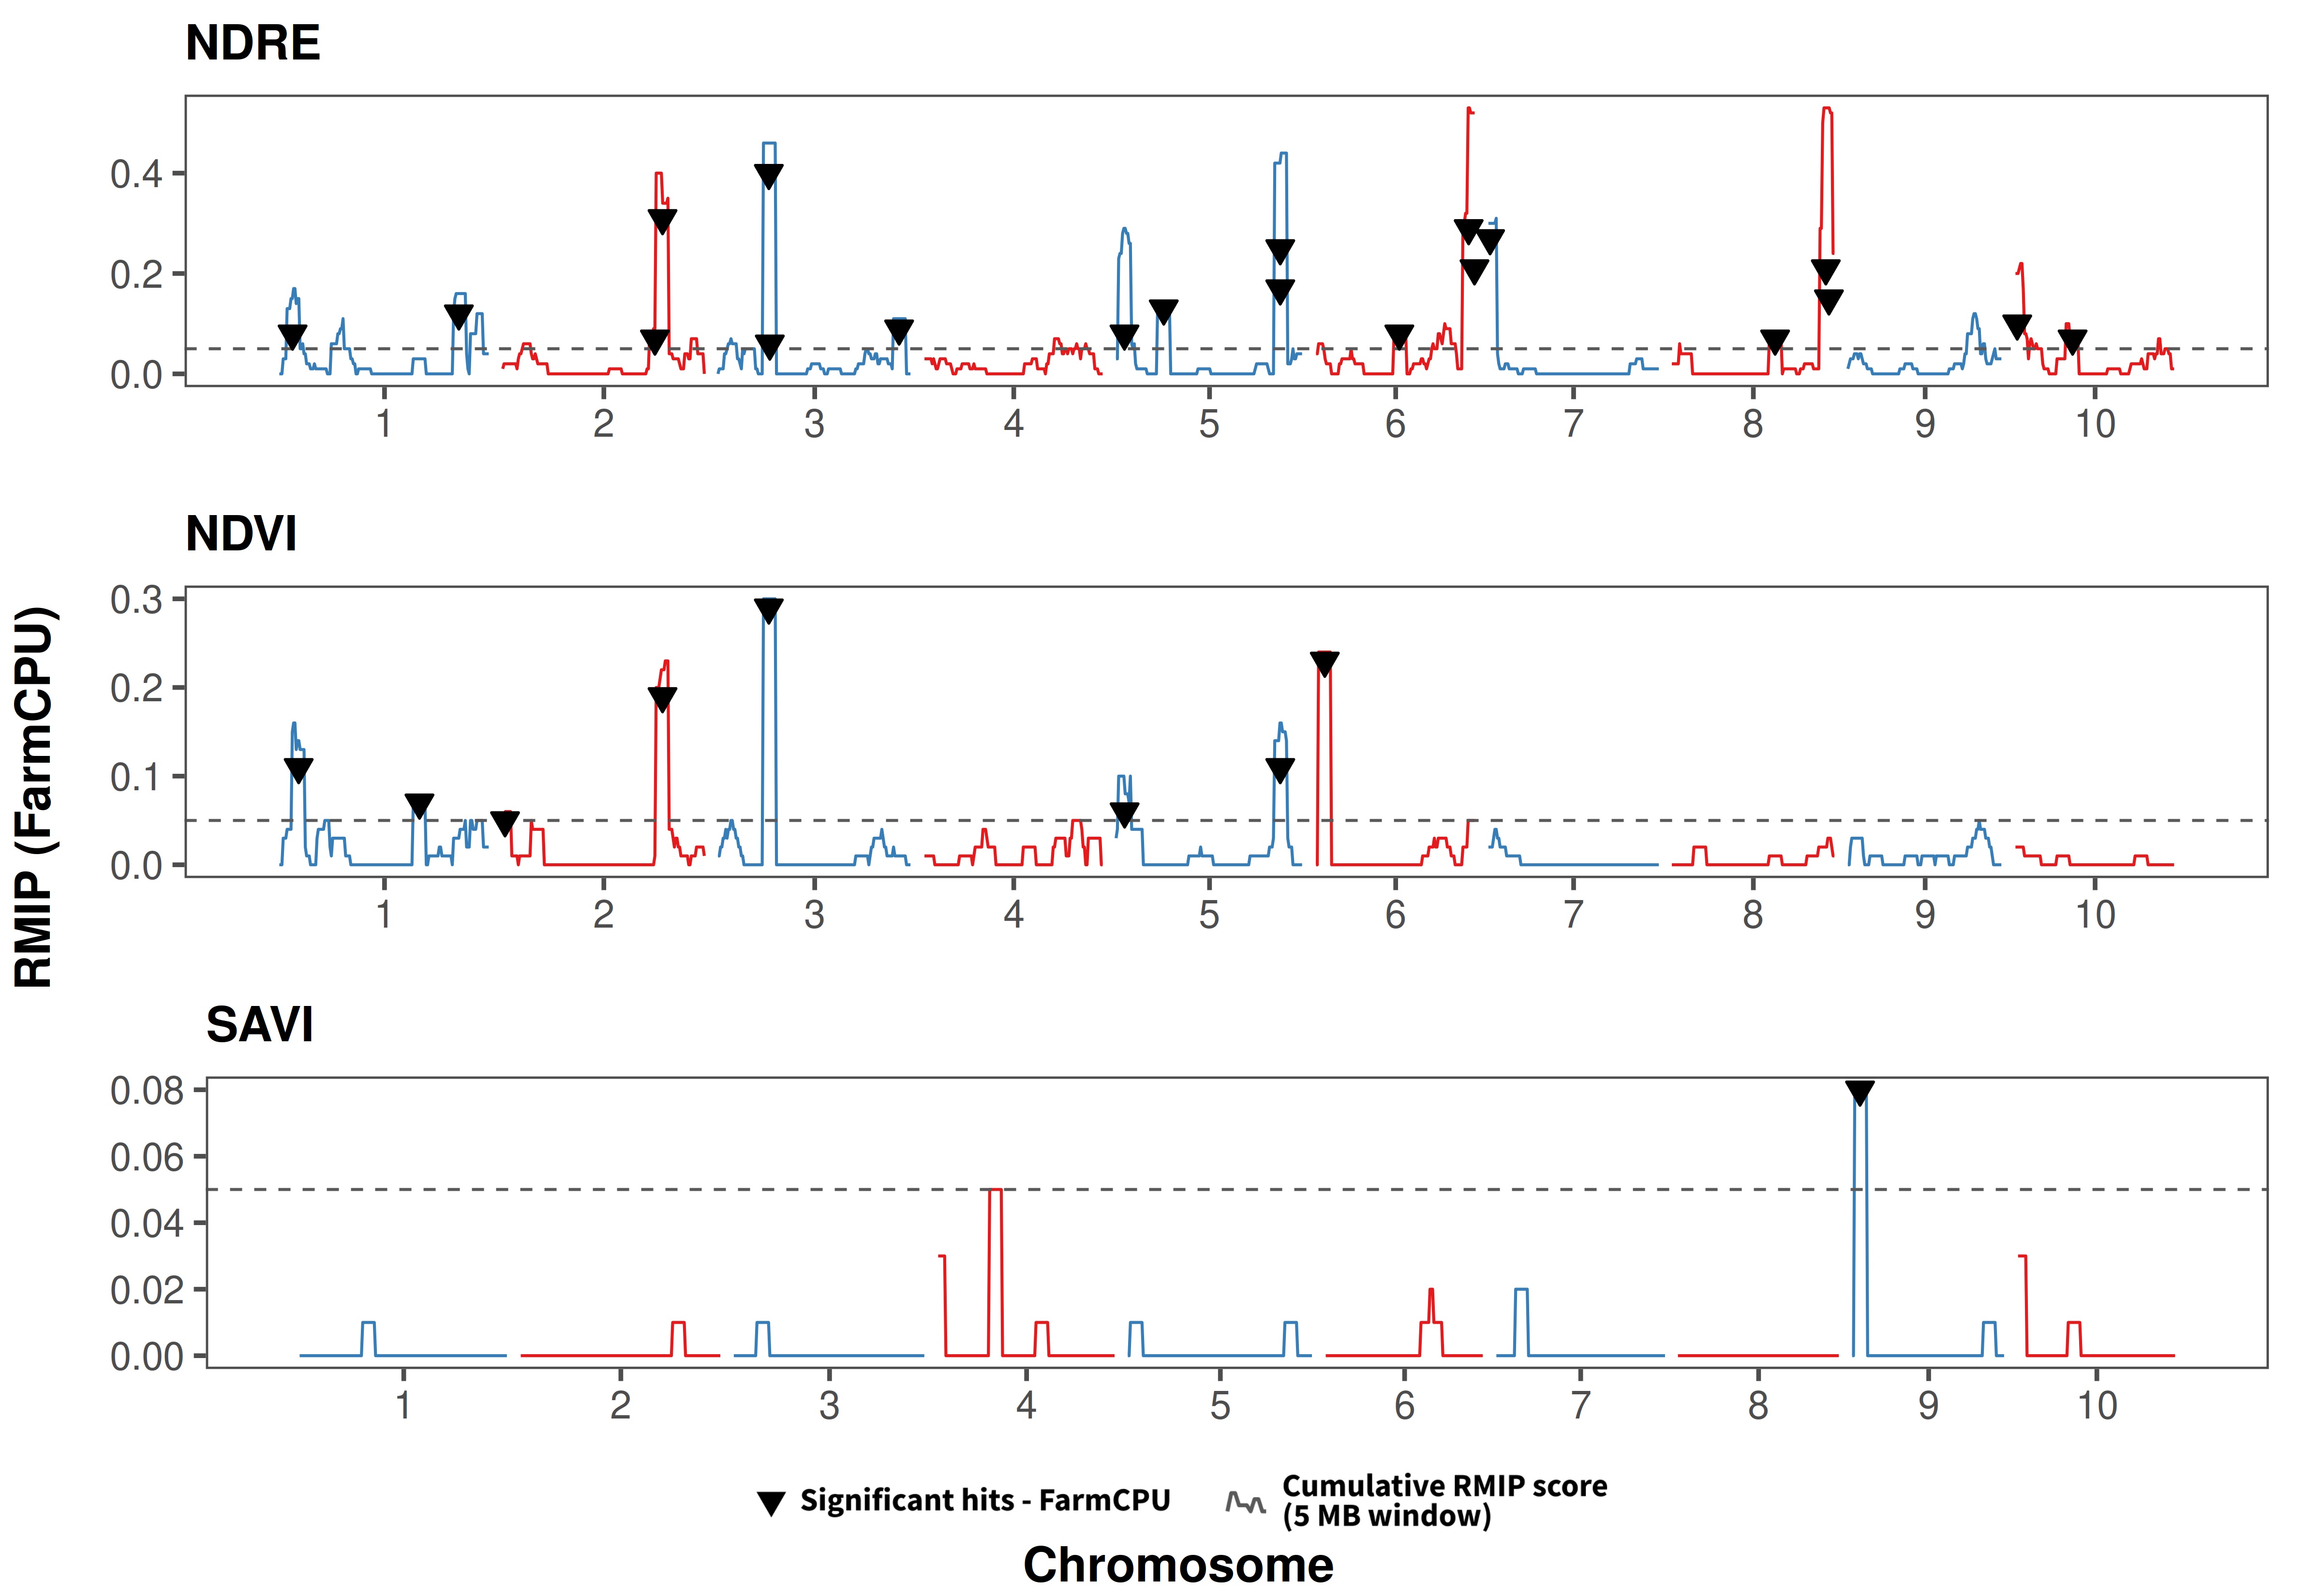 NDRE
0.4
0.2
0.0
1 2 3 4 5 6 7 8 9 10
NDVI
0.3
0.2
0.1
0.0
1 2 3 4 5 6 7 8 9 10
RMIP (FarmCPU)
SAVI
0.08
0.06
0.04
0.02
0.00
1 2 3 4 5 6 7 8 9 10
Significant hits - FarmCPU
Cumulative RMIP score
(5 MB window)
Chromosome